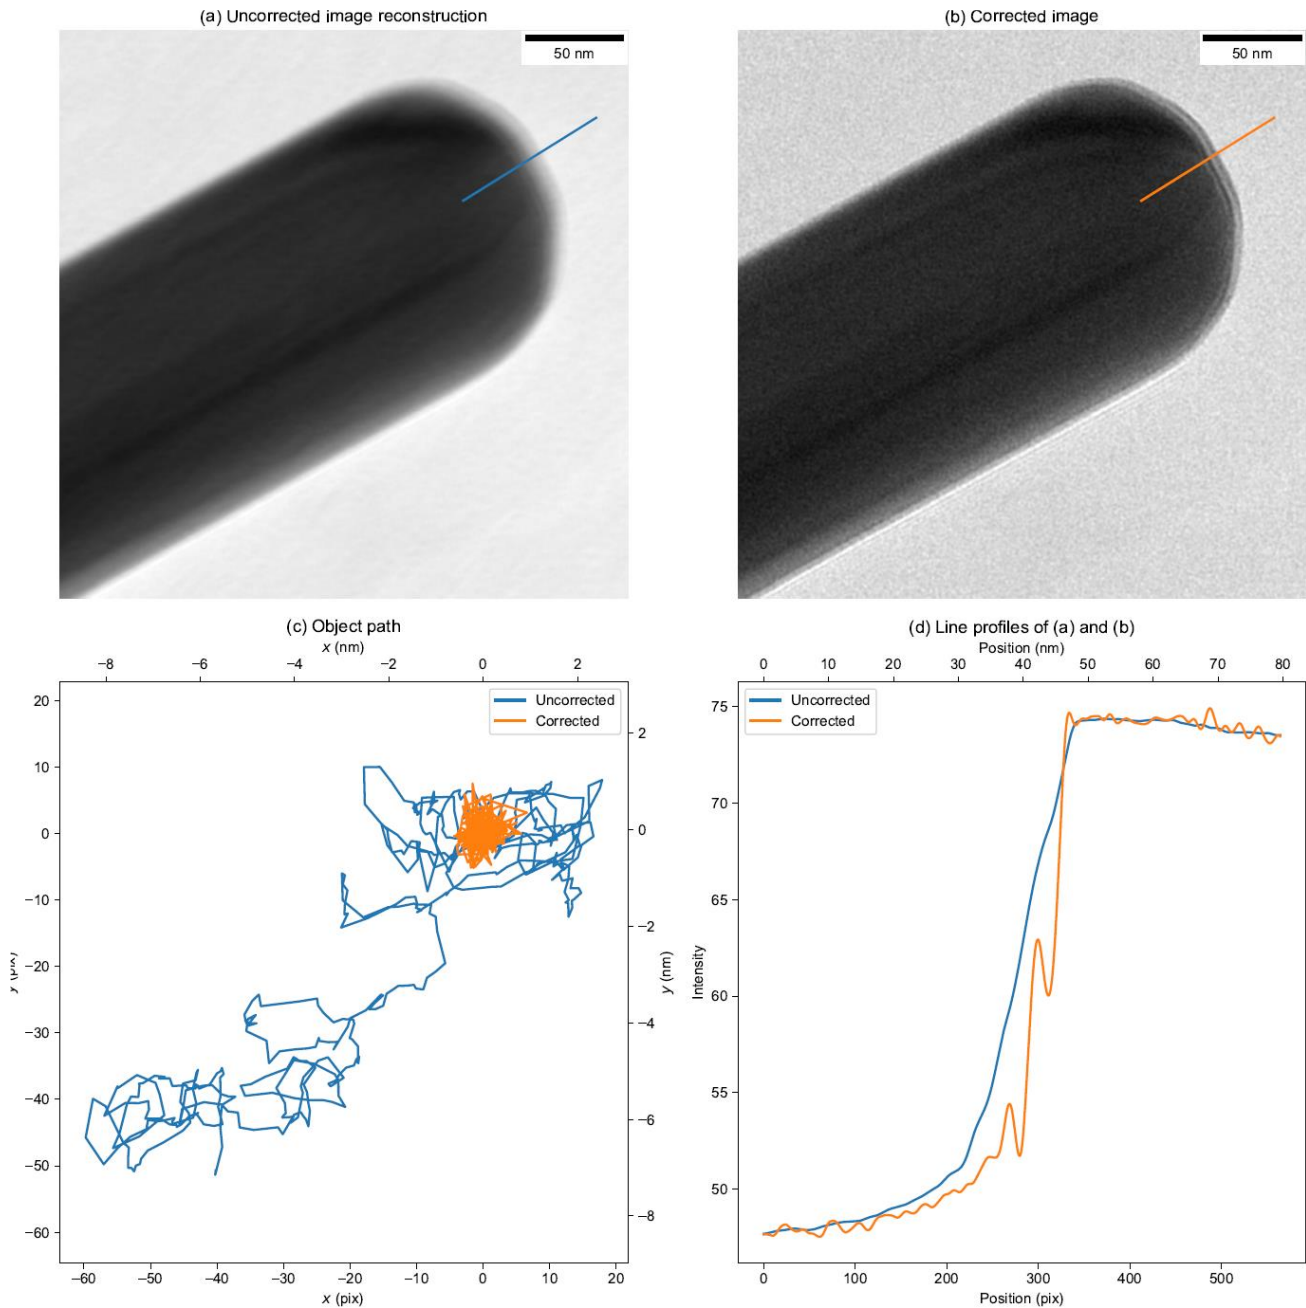 (a) Uncorrected image reconstruction
50 nm
(b) Corrected image
50 nm
(c) Object path
x (nm)
−8 −6 −4 −2 0 2
Uncorrected
Corrected
20
10
0
−10
−20
−30
−40
−50
−60
2
0
−2
−4
−6
−8
y (nm)
−60 −50 −40 −30 −20 −10 0 10 20
x (pix)
(d) Line profiles of (a) and (b)
Position (nm)
0 10 20 30 40 50 60 70 80
Uncorrected
Corrected
Intensity
75
70
65
60
55
50
0 100 200 300 400 500
Position (pix)